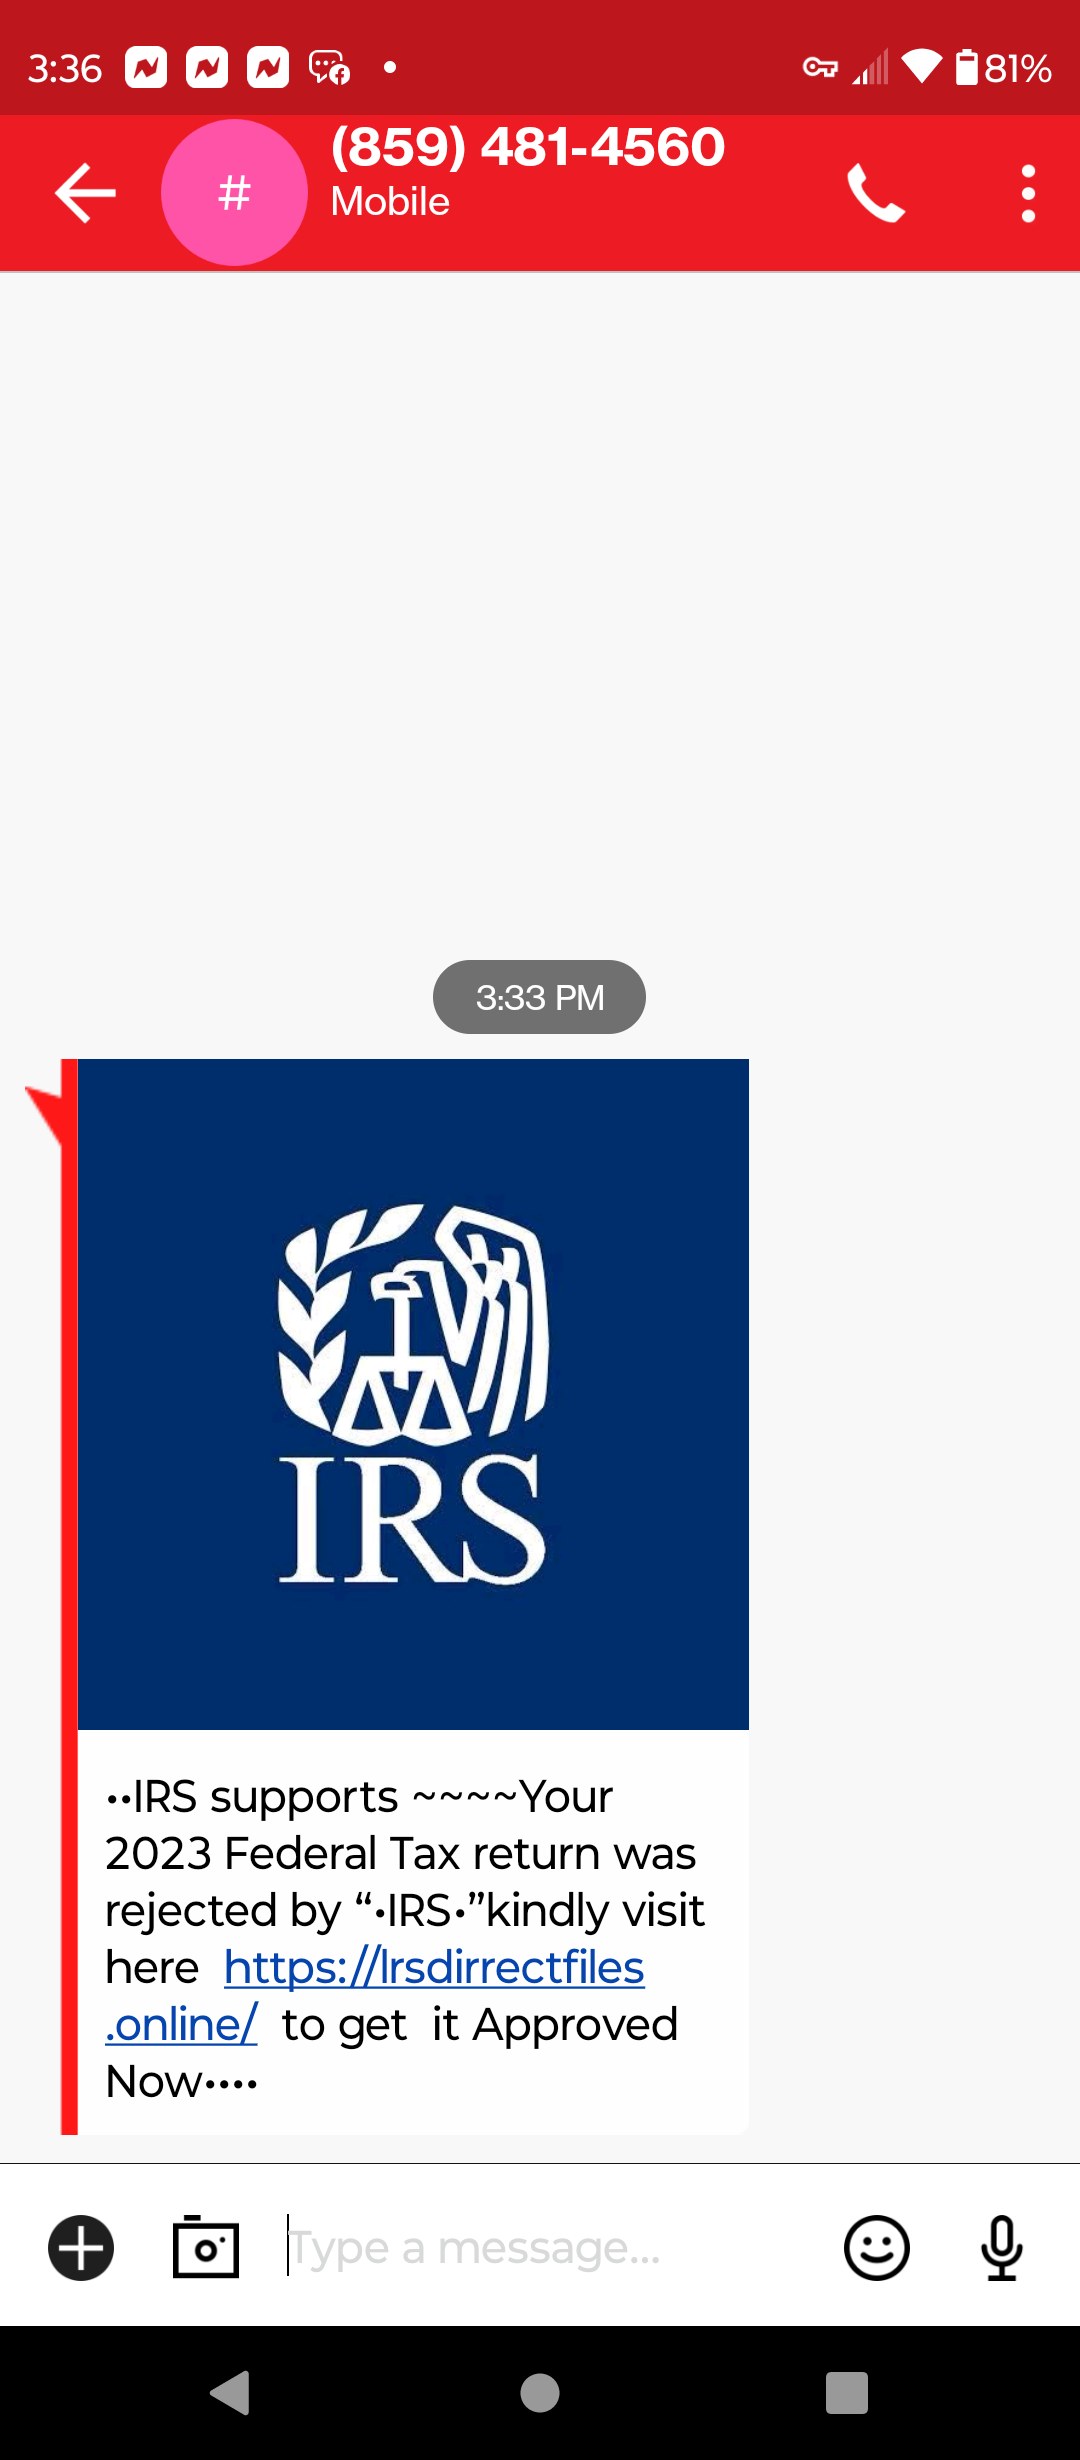 3:36
81%
(859) 481-4560
#
Mobile
3:33 PM
IRS
••IRS supports ~~~~Your
2023 Federal Tax return was
rejected by “•IRS•”kindly visit
here  https://lrsdirrectfiles
.online/  to get  it Approved
Now••••
Type a message...